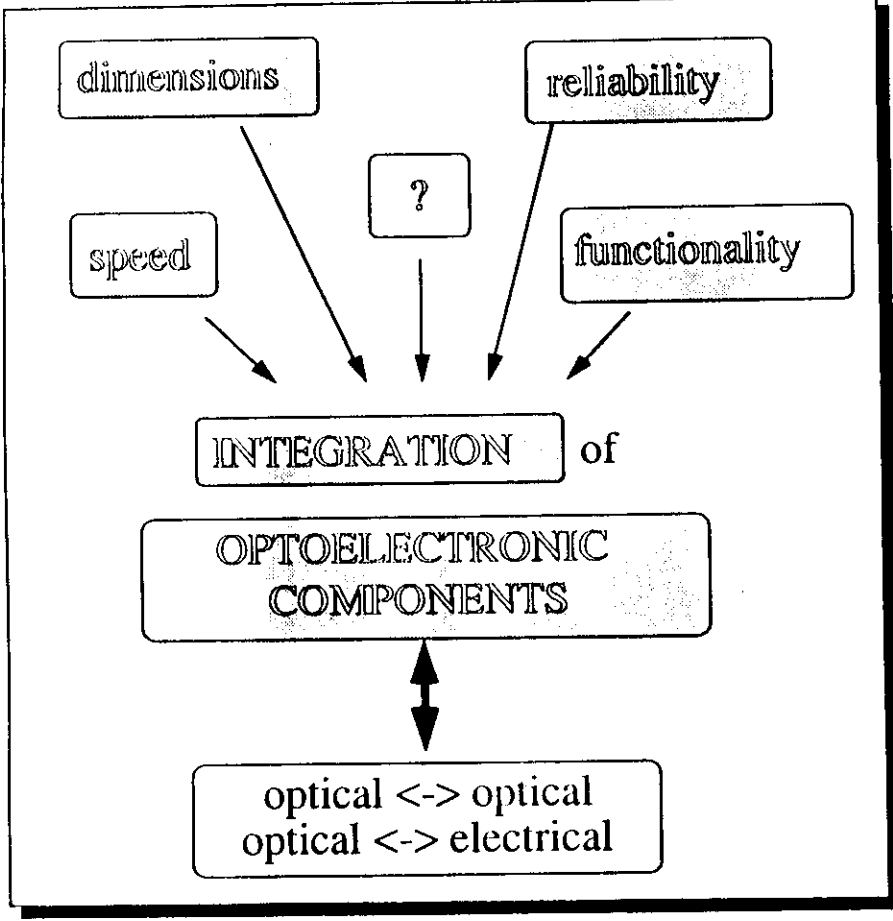 dimensions
reliability
?
speed
functionality
INTEGRATION of
OPTOELECTRONIC
COMPONENTS
optical <-> optical
optical <-> electrical